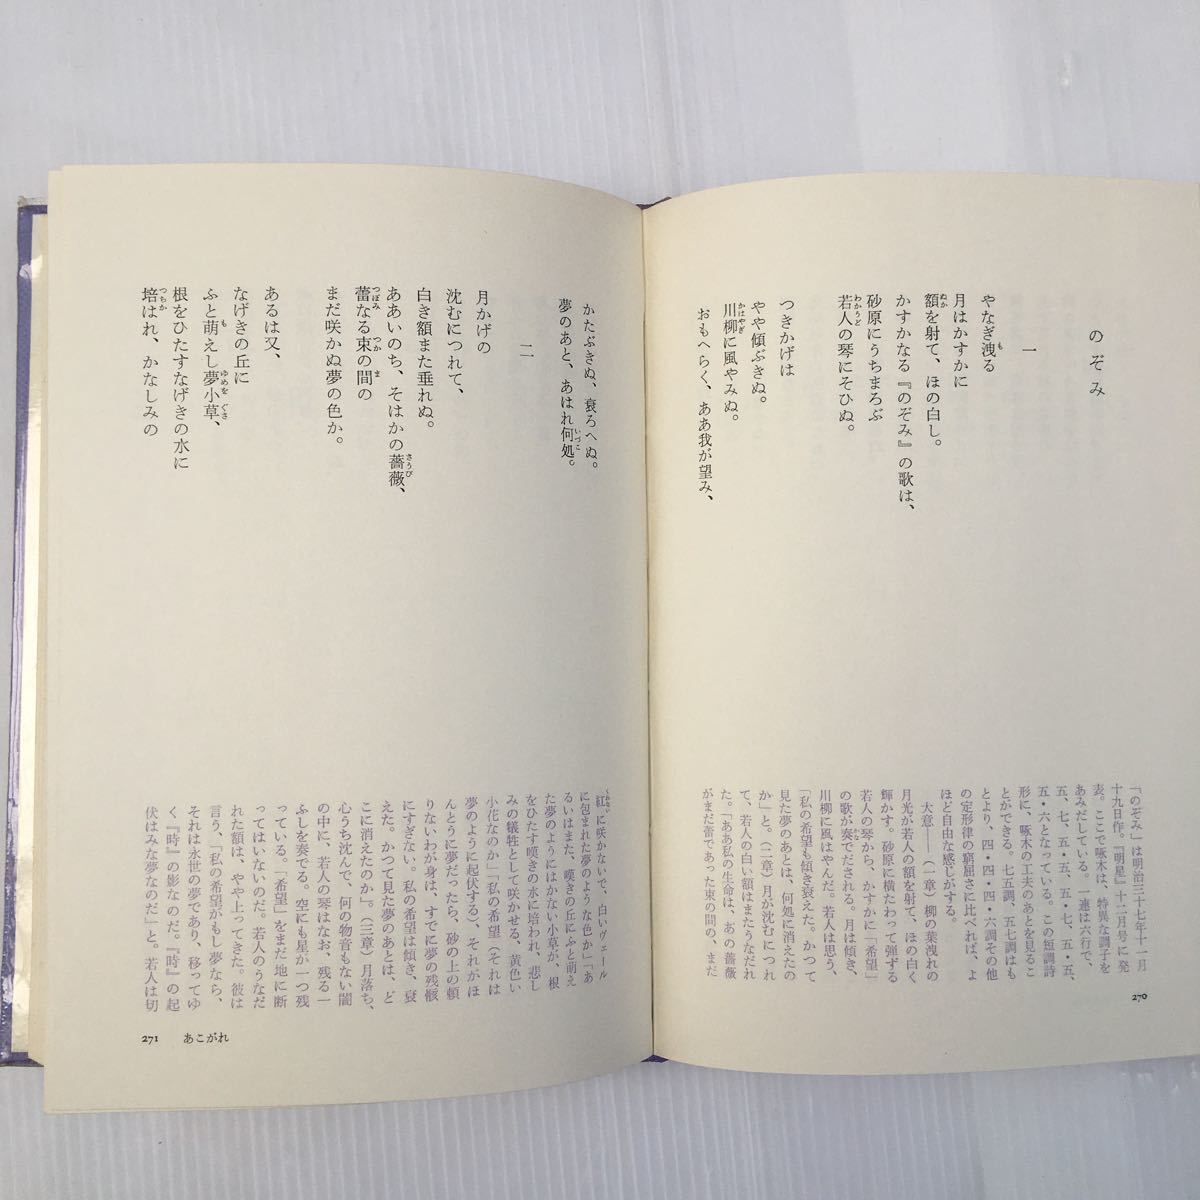 のぞみ
一
やなぎ洩る
月はかすかに
額を射て、ほの白し。
かすかなる『のぞみ』の歌は、
砂原にうちまろぶ
若人の琴にそひぬ。
つきかげは
やや傾ぶきぬ。
川柳に風やみぬ。
おもへらく、ああ我が望み、
「のぞみ」は明治三十七年十一月
十九日作。『明星』十二月号に発
表。ここで啄木は、特異な調子を
あみだしている。一連は六行で、
五、七、五・五、五・七、五・五、
五・六となっている。この短調詩
形に、啄木の工夫のあとを見るこ
とができる。七五調、五七調はも
とより、四・四・四・六調その他
の定形律の窮屈さに比べれば、よ
ほど自由な感じがする。
大意——（一章）柳の葉洩れの
月光が若人の額を射て、ほの白く
輝かす。砂原に横たわって弾ずる
若人の琴から、かすかに「希望」
の歌が奏でだされる。月は傾き、
川柳に風はやんだ。若人は思う、
「私の希望も傾き衰えた。かつて
見た夢のあとは、何処に消えたの
か」と。（二章）月が沈むにつれ
て、若人の白い額はまたうなだれ
た。「ああ私の生命は、あの薔薇
がまだ蕾であった束の間の、まだ
270
かたぶきぬ、衰ろへぬ。
夢のあと、あはれ何処。
二
月かげの
沈むにつれて、
白き額また垂れぬ。
ああいのち、そはかの薔薇、
蕾なる束の間の
まだ咲かぬ夢の色か。
あるは又、
なげきの丘に
ふと萌えし夢小草、
根をひたすなげきの水に
培はれ、かなしみの
紅に咲かないで、白いヴェール
に包まれた夢のような色か」「あ
るいはまた、嘆きの丘にふと萌え
た夢のようにはかない小草が、根
をひたす嘆きの水に培われ、悲し
みの犠牲として咲かせる、黄色い
小花なのか」「私の希望（それは
夢のように起伏する）、それがほ
んとうに夢だったら、砂の上の頼
りないわが身は、すでに夢の残骸
にすぎない。私の希望は傾き、衰
えた。かつて見た夢のあとは、ど
こに消えたのか」。（三章）月落ち、
心うち沈んで、何の物音もない闇
の中に、若人の琴はなお、残る一
ふしを奏でる。空にも星が一つ残
っている。「希望」をまだ地に断
ってはいないのだ。若人のうなだ
れた額は、やや上ってきた。彼は
言う、「私の希望がもし夢なら、
それは永世の夢であり、移ってゆ
く『時』の影なのだ。『時』の起
伏はみな夢なのだ」と。若人は切
271 あこがれ